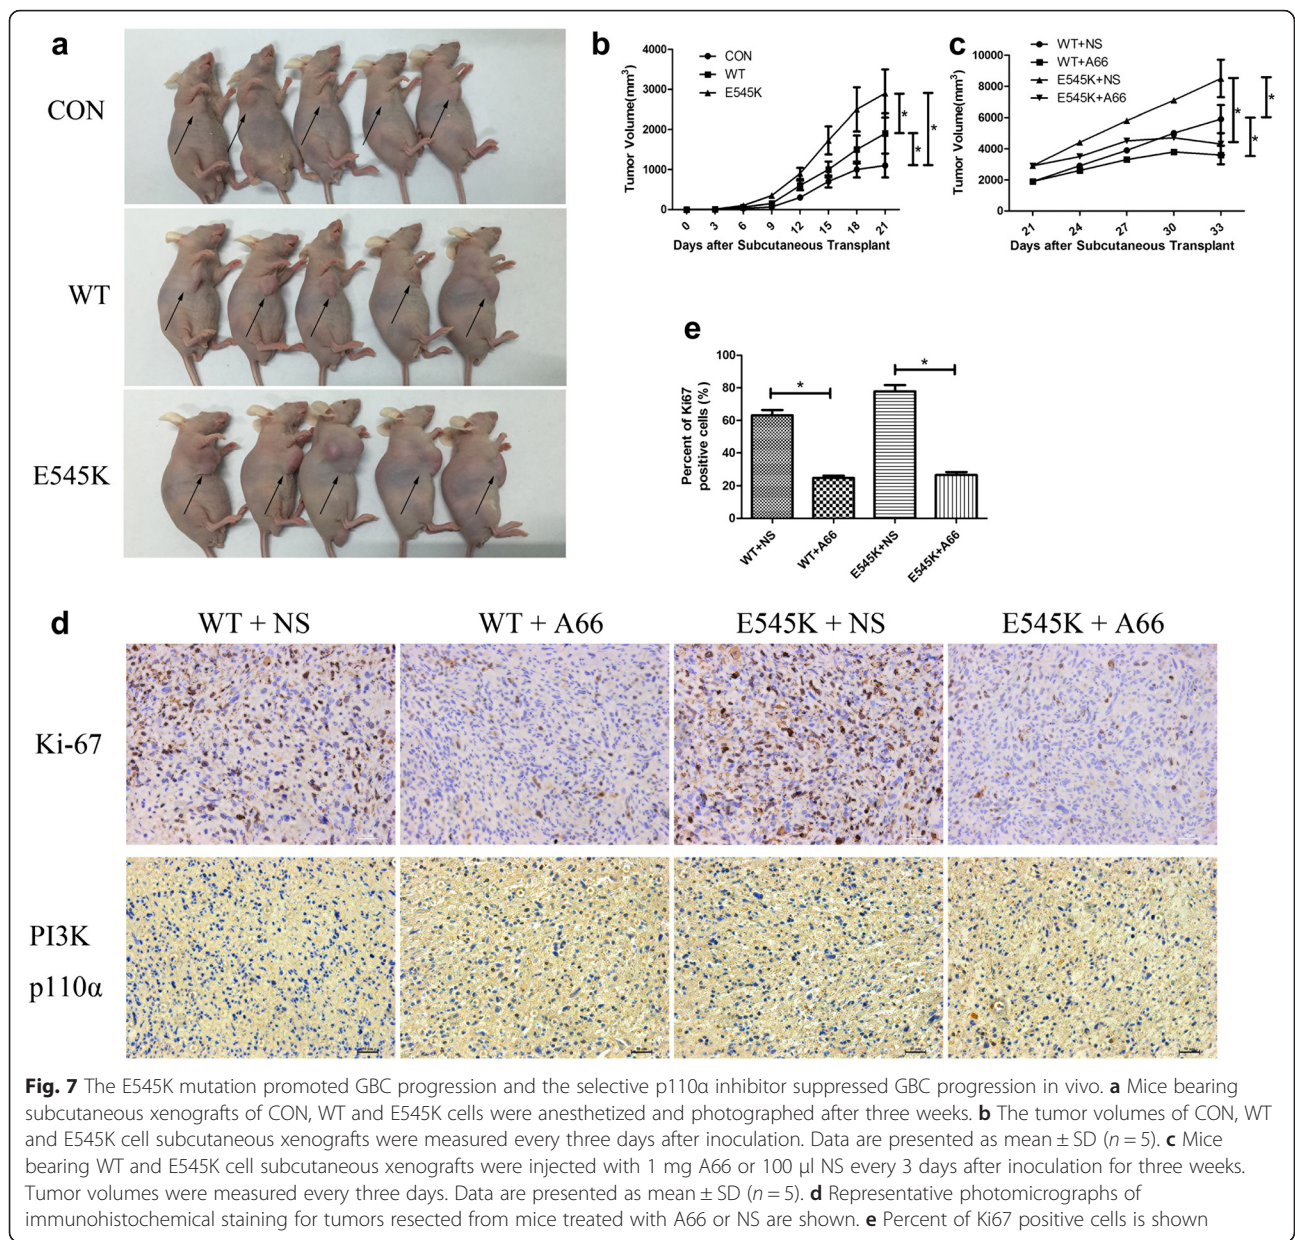 a
CON
WT
E545K
b
4000
3000
2000
1000
0
Tumor Volume(mm³)
CON
WT
E545K
*
*
*
0 3 6 9 12 15 18 21
Days after Subcutaneous Transplant
c
10000
8000
6000
4000
2000
0
Tumor Volume(mm³)
WT+NS
WT+A66
E545K+NS
E545K+A66
*
*
*
21 24 27 30 33
Days after Subcutaneous Transplant
e
100
80
60
40
20
0
Percent of Ki67
positive cells (%)
*
*
WT+NS WT+A66 E545K+NS E545K+A66
d
WT + NS WT + A66 E545K + NS E545K + A66
Ki-67
PI3K
p110α
Fig. 7 The E545K mutation promoted GBC progression and the selective p110α inhibitor suppressed GBC progression in vivo. a Mice bearing
subcutaneous xenografts of CON, WT and E545K cells were anesthetized and photographed after three weeks. b The tumor volumes of CON, WT
and E545K cell subcutaneous xenografts were measured every three days after inoculation. Data are presented as mean ± SD (n = 5). c Mice
bearing WT and E545K cell subcutaneous xenografts were injected with 1 mg A66 or 100 μl NS every 3 days after inoculation for three weeks.
Tumor volumes were measured every three days. Data are presented as mean ± SD (n = 5). d Representative photomicrographs of
immunohistochemical staining for tumors resected from mice treated with A66 or NS are shown. e Percent of Ki67 positive cells is shown